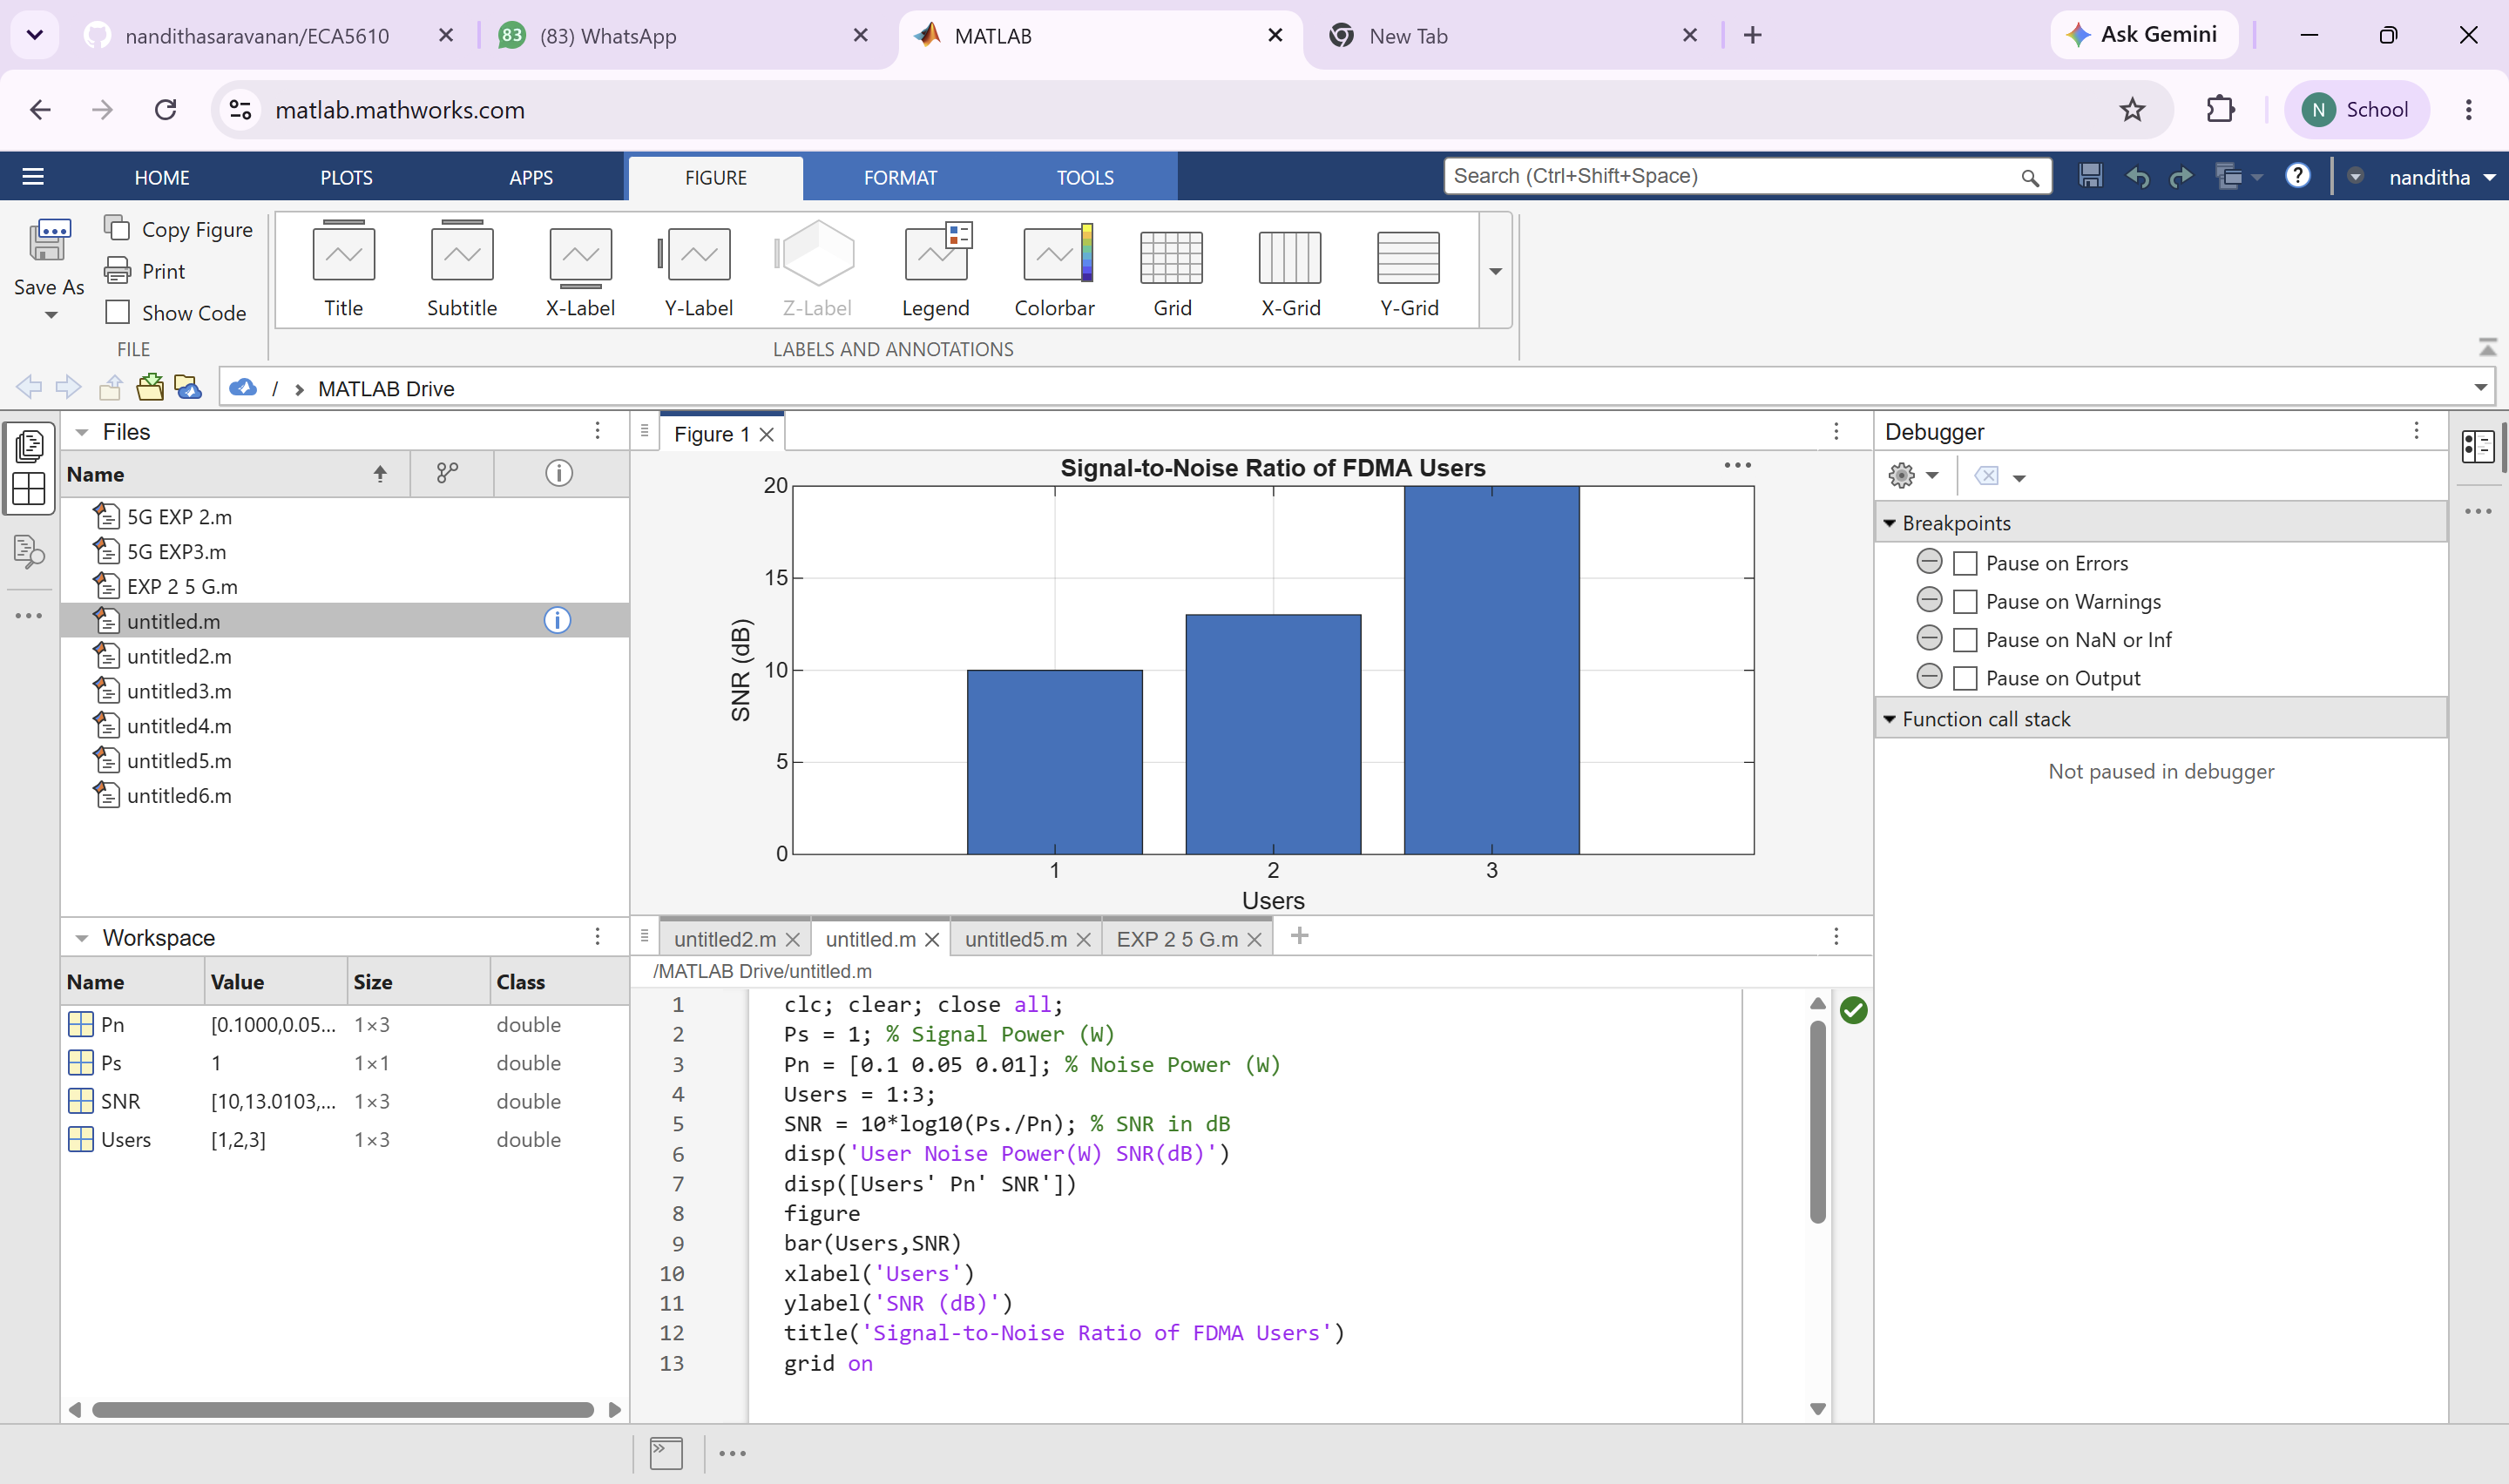 nandithasaravanan/ECA5610
83 (83) WhatsApp
MATLAB
New Tab
Ask Gemini
matlab.mathworks.com
N School
HOME PLOTS APPS FIGURE FORMAT TOOLS
Search (Ctrl+Shift+Space)
? nanditha
Save As
Copy Figure
Print
Show Code
FILE
Title Subtitle X-Label Y-Label Z-Label Legend Colorbar Grid X-Grid Y-Grid
LABELS AND ANNOTATIONS
/ > MATLAB Drive
Files
Name
5G EXP 2.m
5G EXP3.m
EXP 2 5 G.m
untitled.m
untitled2.m
untitled3.m
untitled4.m
untitled5.m
untitled6.m
Workspace
Name Value Size Class
Pn [0.1000,0.05... 1×3 double
Ps 1 1×1 double
SNR [10,13.0103,... 1×3 double
Users [1,2,3] 1×3 double
Figure 1
Signal-to-Noise Ratio of FDMA Users
20
15
10
5
0
SNR (dB)
1 2 3
Users
untitled2.m untitled.m untitled5.m EXP 2 5 G.m
/MATLAB Drive/untitled.m
1 clc; clear; close all;
2 Ps = 1; % Signal Power (W)
3 Pn = [0.1 0.05 0.01]; % Noise Power (W)
4 Users = 1:3;
5 SNR = 10*log10(Ps./Pn); % SNR in dB
6 disp('User Noise Power(W) SNR(dB)')
7 disp([Users' Pn' SNR'])
8 figure
9 bar(Users,SNR)
10 xlabel('Users')
11 ylabel('SNR (dB)')
12 title('Signal-to-Noise Ratio of FDMA Users')
13 grid on
Debugger
Breakpoints
Pause on Errors
Pause on Warnings
Pause on NaN or Inf
Pause on Output
Function call stack
Not paused in debugger